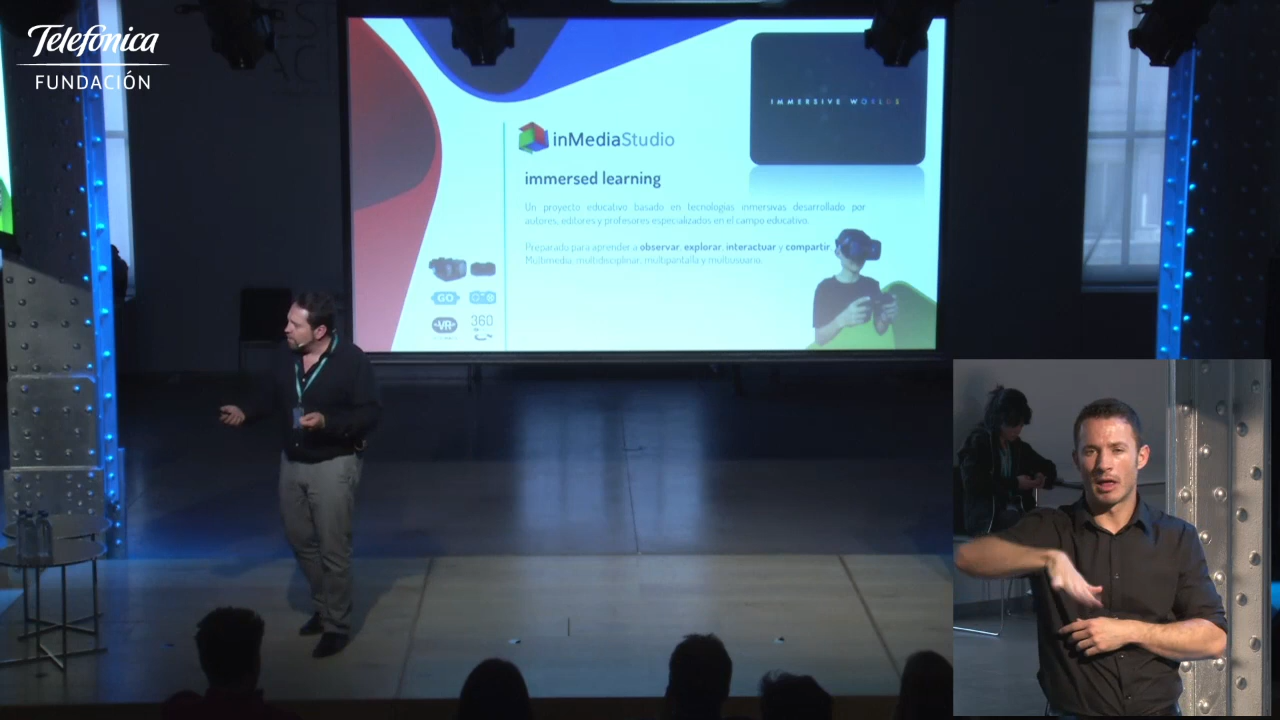 Telefónica
FUNDACIÓN
IMMERSIVE WORLDS
inMediaStudio
immersed learning
Un proyecto educativo basado en tecnologías inmersivas desarrollado por
autores, editores y profesores especializados en el campo educativo.
Preparado para aprender a observar, explorar, interactuar y compartir.
Multimedia, multidisciplinar, multipantalla y multiusuario.
GO
VR
360